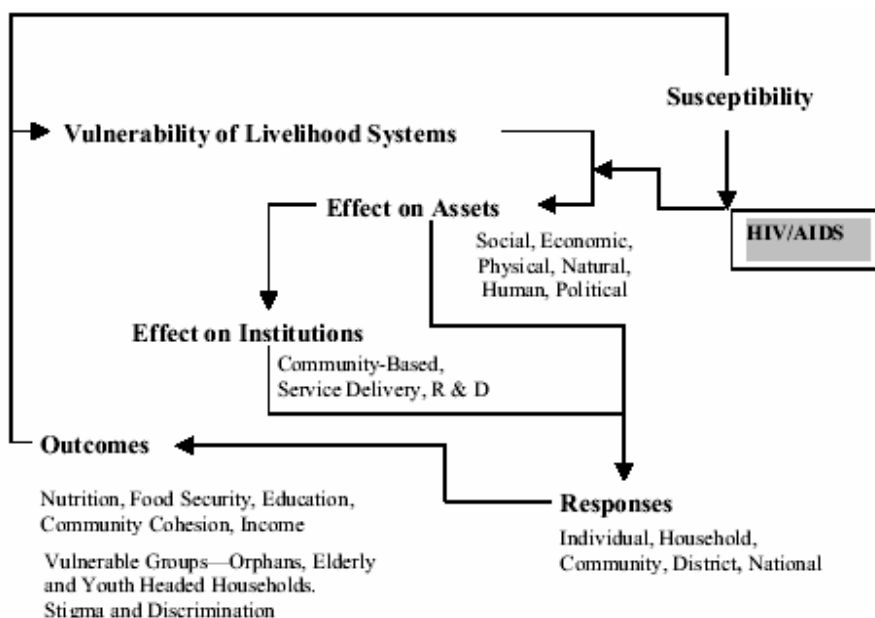 Susceptibility
Vulnerability of Livelihood Systems
Effect on Assets
HIV/AIDS
Social, Economic,
Physical, Natural,
Human, Political
Effect on Institutions
Community-Based,
Service Delivery, R & D
Outcomes
Nutrition, Food Security, Education,
Community Cohesion, Income
Vulnerable Groups—Orphans, Elderly
and Youth Headed Households.
Stigma and Discrimination
Responses
Individual, Household,
Community, District, National